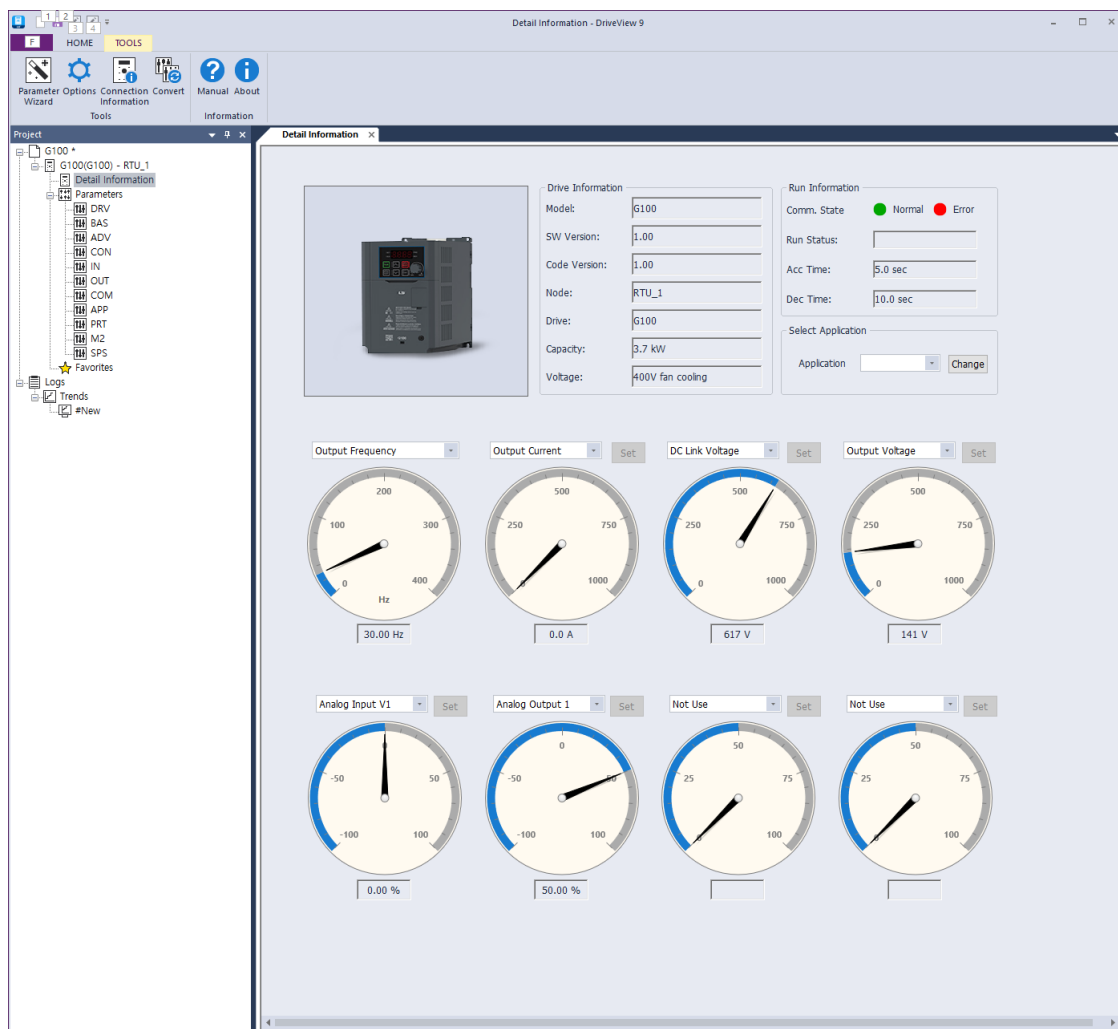 1 2
3 4
Detail Information - DriveView 9
F HOME TOOLS
Parameter Wizard Options Connection Information Convert Manual About
Tools Information
Project
Detail Information
G100 *
G100(G100) - RTU_1
Detail Information
Parameters
DRV
BAS
ADV
CON
IN
OUT
COM
APP
PRT
M2
SPS
Favorites
Logs
Trends
#New
LS
Drive Information
Model: G100
SW Version: 1.00
Code Version: 1.00
Node: RTU_1
Drive: G100
Capacity: 3.7 kW
Voltage: 400V fan cooling
Run Information
Comm. State Normal Error
Run Status:
Acc Time: 5.0 sec
Dec Time: 10.0 sec
Select Application
Application Change
Output Frequency
0 100 200 300 400
Hz
30.00 Hz
Output Current Set
0 250 500 750 1000
0.0 A
DC Link Voltage Set
0 250 500 750 1000
617 V
Output Voltage Set
0 250 500 750 1000
141 V
Analog Input V1 Set
-100 -50 0 50 100
0.00 %
Analog Output 1 Set
-100 -50 0 50 100
50.00 %
Not Use Set
0 25 50 75 100
Not Use Set
0 25 50 75 100